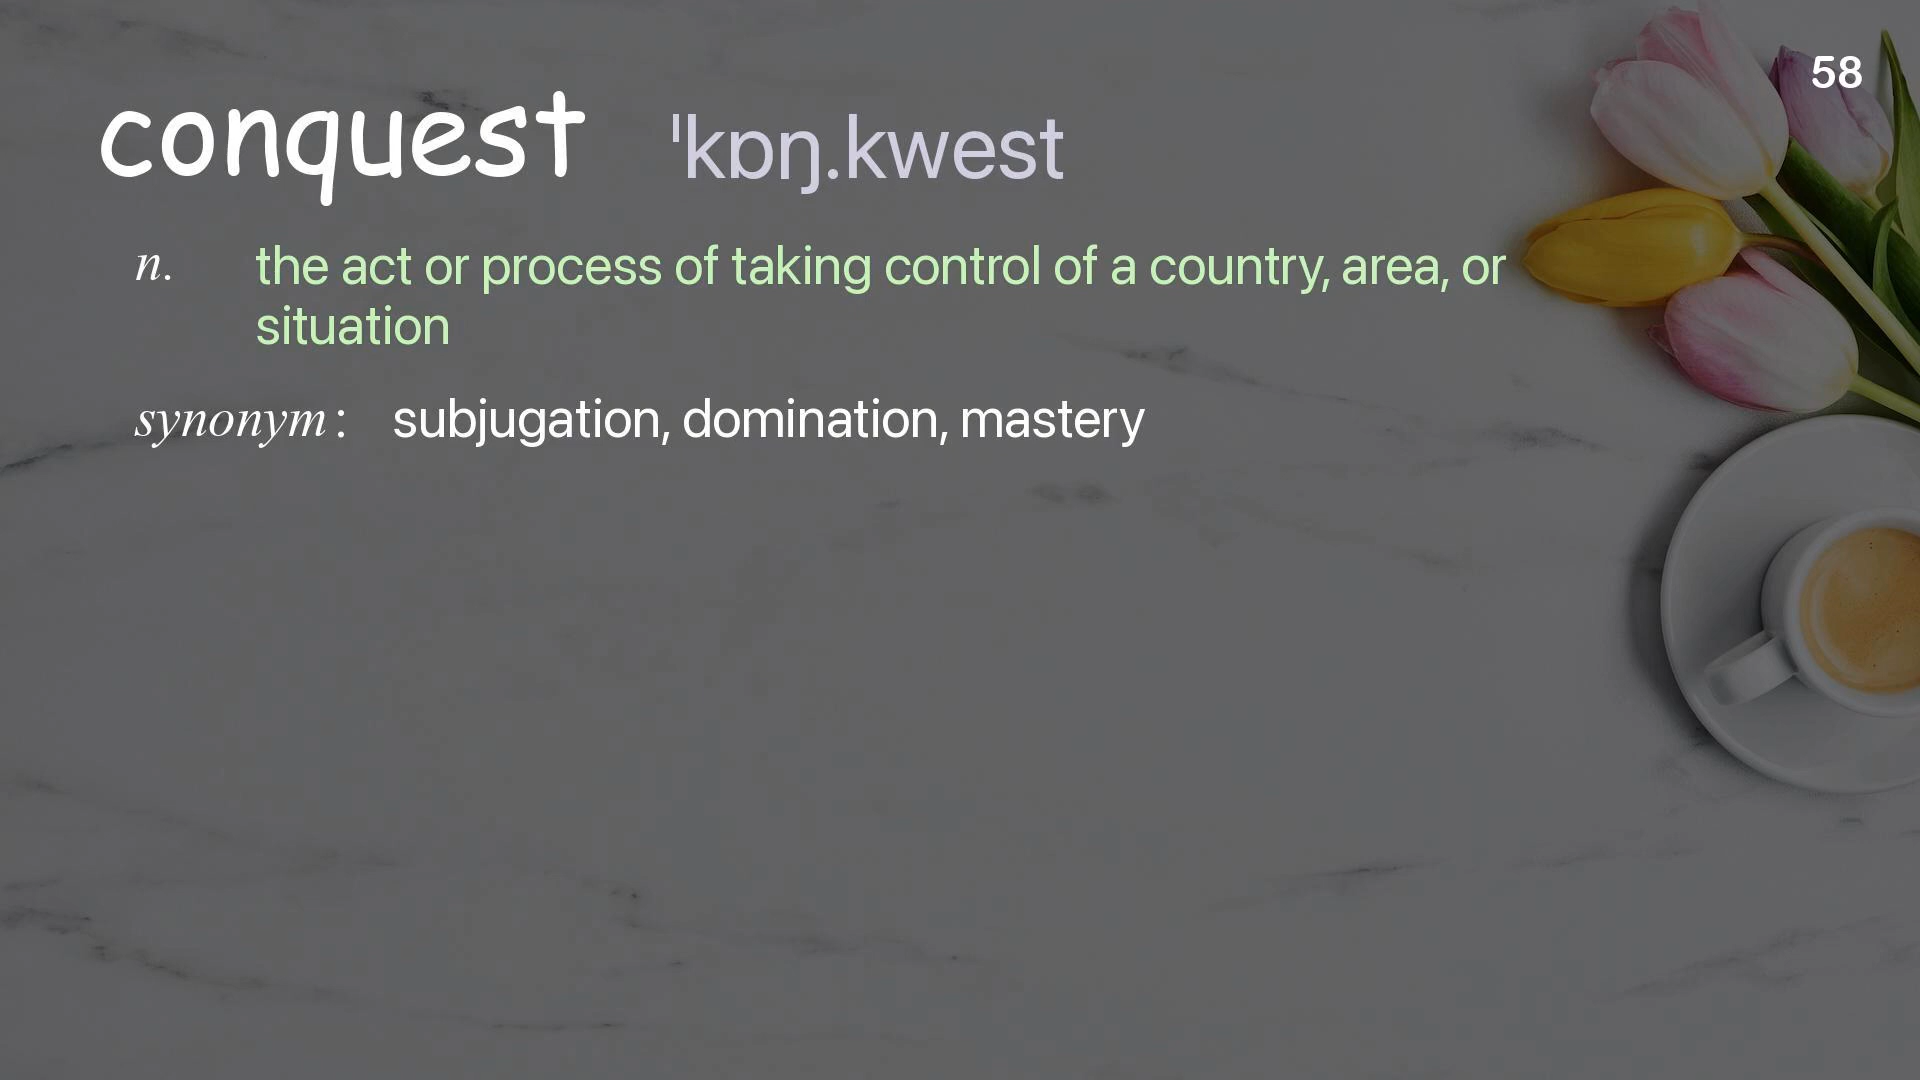 58
conquest ˈkɒŋ.kwest
n. the act or process of taking control of a country, area, or
situation
synonym: subjugation, domination, mastery